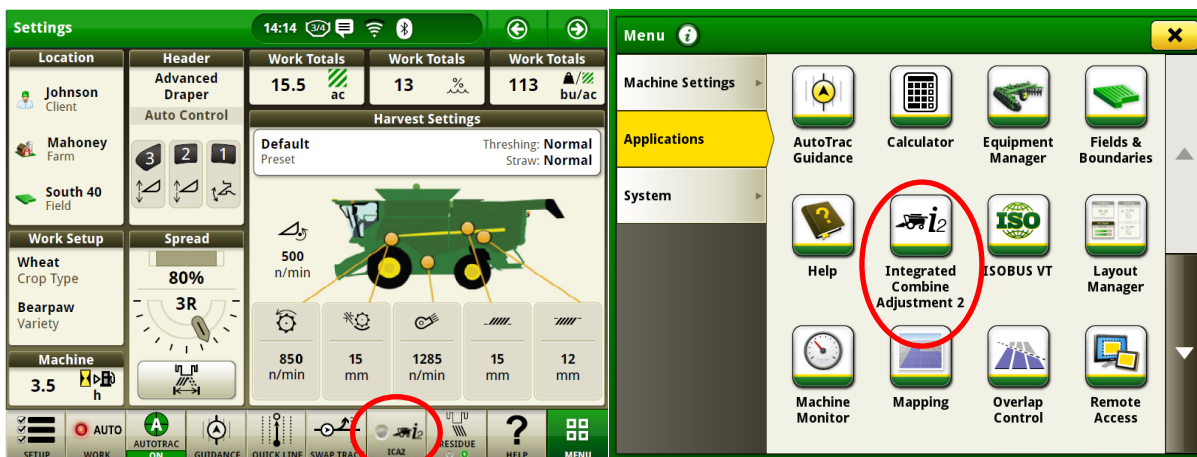 Settings
14:14 3/4
Location
Johnson
Client
Mahoney
Farm
South 40
Field
Work Setup
Wheat
Crop Type
Bearpaw
Variety
Machine
3.5 h
Header
Advanced
Draper
Auto Control
3 2 1
Spread
80%
3R
Work Totals
15.5 ac
Work Totals
13 %
Work Totals
113 bu/ac
Harvest Settings
Default
Preset
Threshing: Normal
Straw: Normal
500
n/min
850
n/min
15
mm
1285
n/min
15
mm
12
mm
SETUP
AUTO
WORK
A
AUTOTRAC
ON
GUIDANCE
QUICK LINE
SWAP TRACK
i2
ICA2
RESIDUE
?
HELP
MENU
Menu i
Machine Settings
Applications
System
AutoTrac
Guidance
Calculator
Equipment
Manager
Fields &
Boundaries
?
Help
i2
Integrated
Combine
Adjustment 2
ISO
ISOBUS VT
Layout
Manager
Machine
Monitor
Mapping
Overlap
Control
Remote
Access